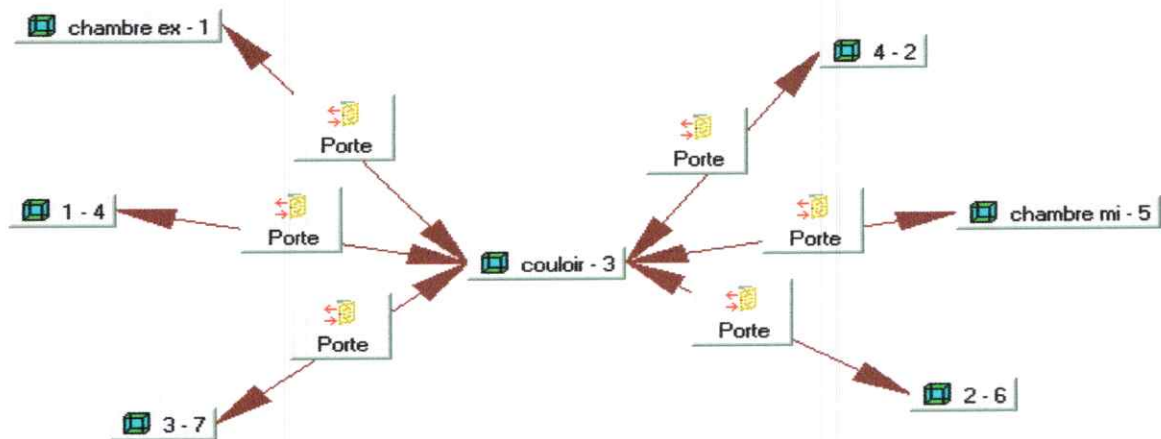 chambre ex - 1
4 - 2
Porte
Porte
1 - 4
Porte
Porte
chambre mi - 5
couloir - 3
Porte
Porte
3 - 7
2 - 6